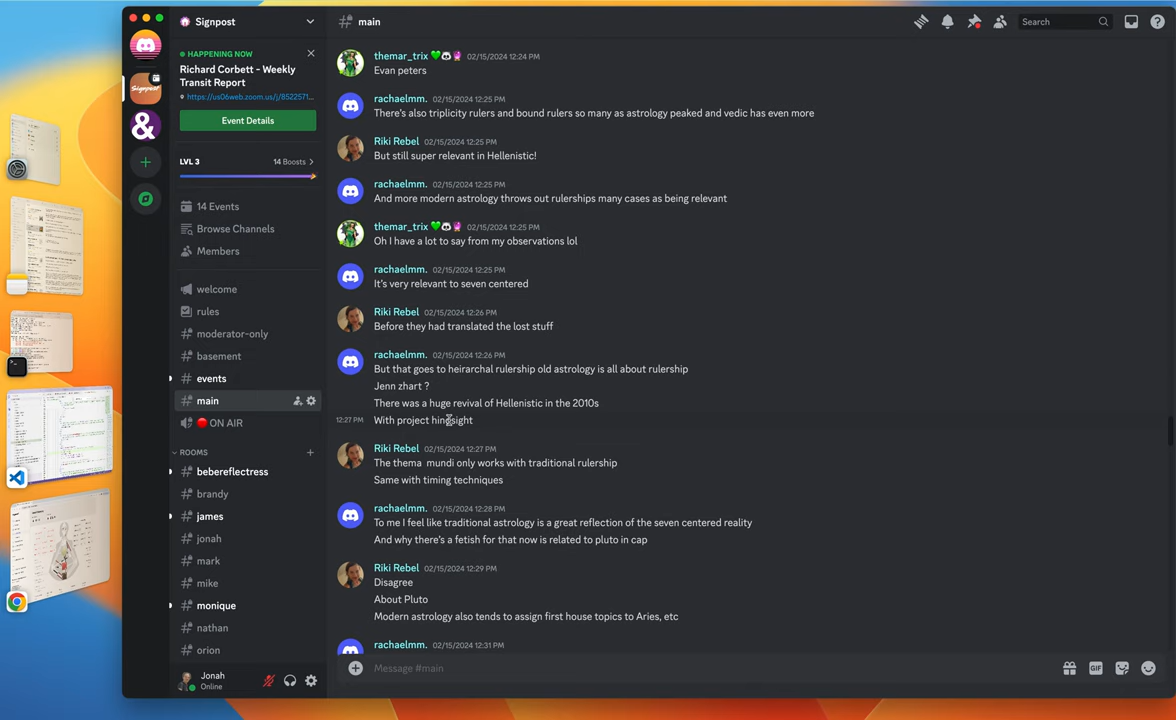 Signpost
main
Search
HAPPENING NOW
Richard Corbett - Weekly
Transit Report
https://us06web.zoom.us/j/8522571...
Event Details
LVL 3
14 Boosts
14 Events
Browse Channels
Members
welcome
rules
moderator-only
basement
events
main
ON AIR
ROOMS
bebereflectress
brandy
james
jonah
mark
mike
monique
nathan
orion
Jonah
Online
themar_trix 02/15/2024 12:24 PM
Evan peters
rachaelmm. 02/15/2024 12:25 PM
There's also triplicity rulers and bound rulers so many as astrology peaked and vedic has even more
Riki Rebel 02/15/2024 12:25 PM
But still super relevant in Hellenistic!
rachaelmm. 02/15/2024 12:25 PM
And more modern astrology throws out rulerships many cases as being relevant
themar_trix 02/15/2024 12:25 PM
Oh I have a lot to say from my observations lol
rachaelmm. 02/15/2024 12:25 PM
It's very relevant to seven centered
Riki Rebel 02/15/2024 12:26 PM
Before they had translated the lost stuff
rachaelmm. 02/15/2024 12:26 PM
But that goes to heirarchal rulership old astrology is all about rulership
Jenn zhart ?
There was a huge revival of Hellenistic in the 2010s
12:27 PM With project hindsight
Riki Rebel 02/15/2024 12:27 PM
The thema mundi only works with traditional rulership
Same with timing techniques
rachaelmm. 02/15/2024 12:28 PM
To me I feel like traditional astrology is a great reflection of the seven centered reality
And why there's a fetish for that now is related to pluto in cap
Riki Rebel 02/15/2024 12:29 PM
Disagree
About Pluto
Modern astrology also tends to assign first house topics to Aries, etc
rachaelmm. 02/15/2024 12:31 PM
Message #main
GIF